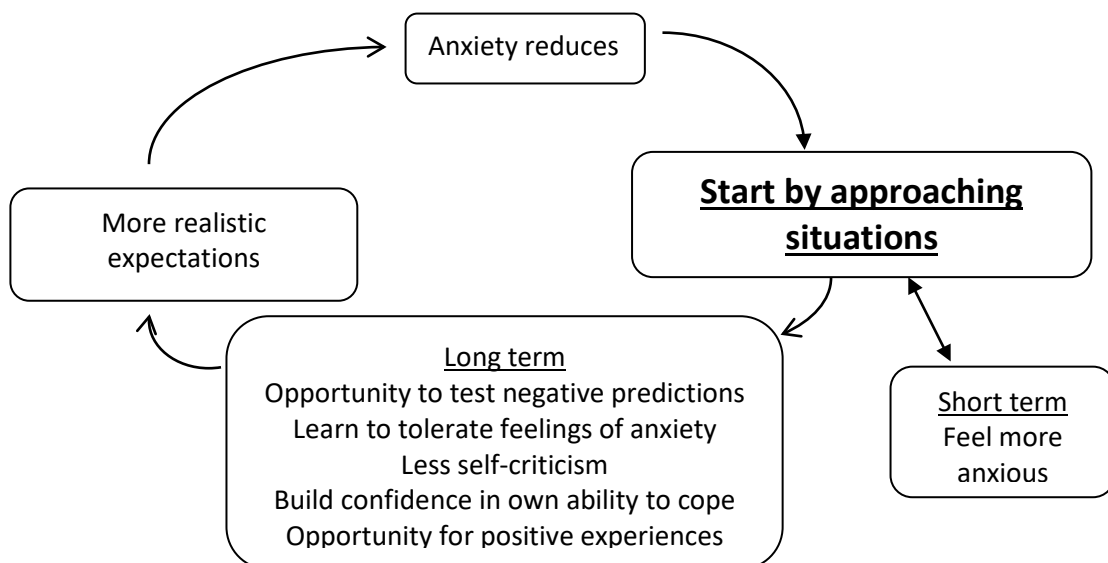 Anxiety reduces
Start by approaching
situations
More realistic
expectations
Long term
Opportunity to test negative predictions
Learn to tolerate feelings of anxiety
Less self-criticism
Build confidence in own ability to cope
Opportunity for positive experiences
Short term
Feel more
anxious